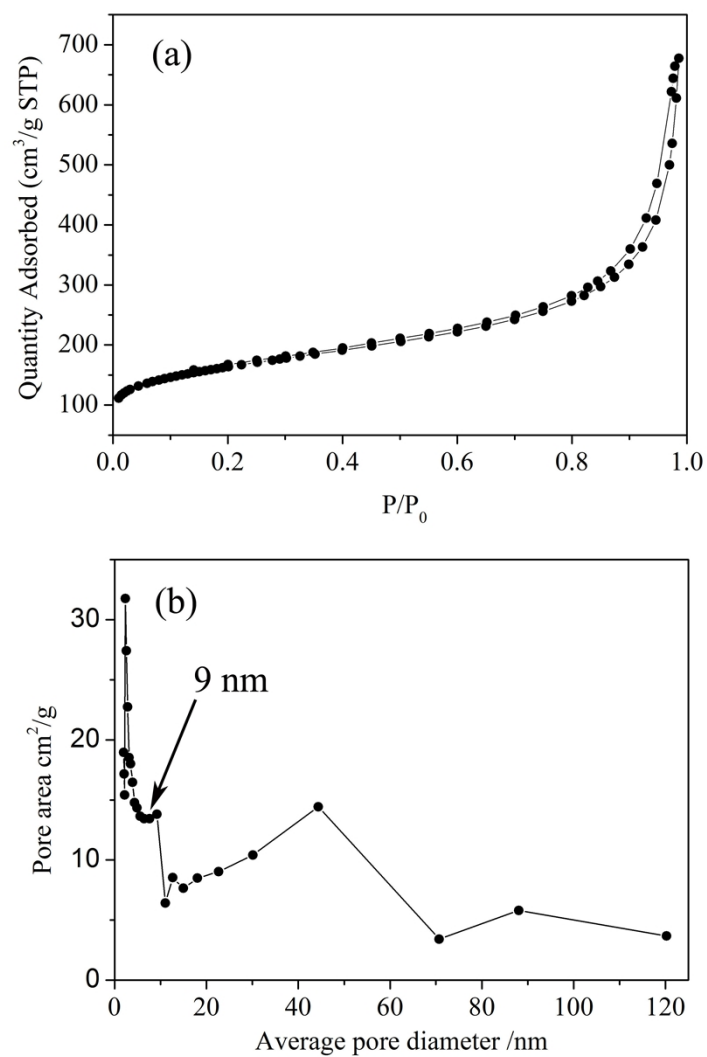 (a)
700
600
500
400
300
200
100
Quantity Adsorbed (cm³/g STP)
0.0 0.2 0.4 0.6 0.8 1.0
P/P₀
(b)
9 nm
30
20
10
0
Pore area cm²/g
0 20 40 60 80 100 120
Average pore diameter /nm